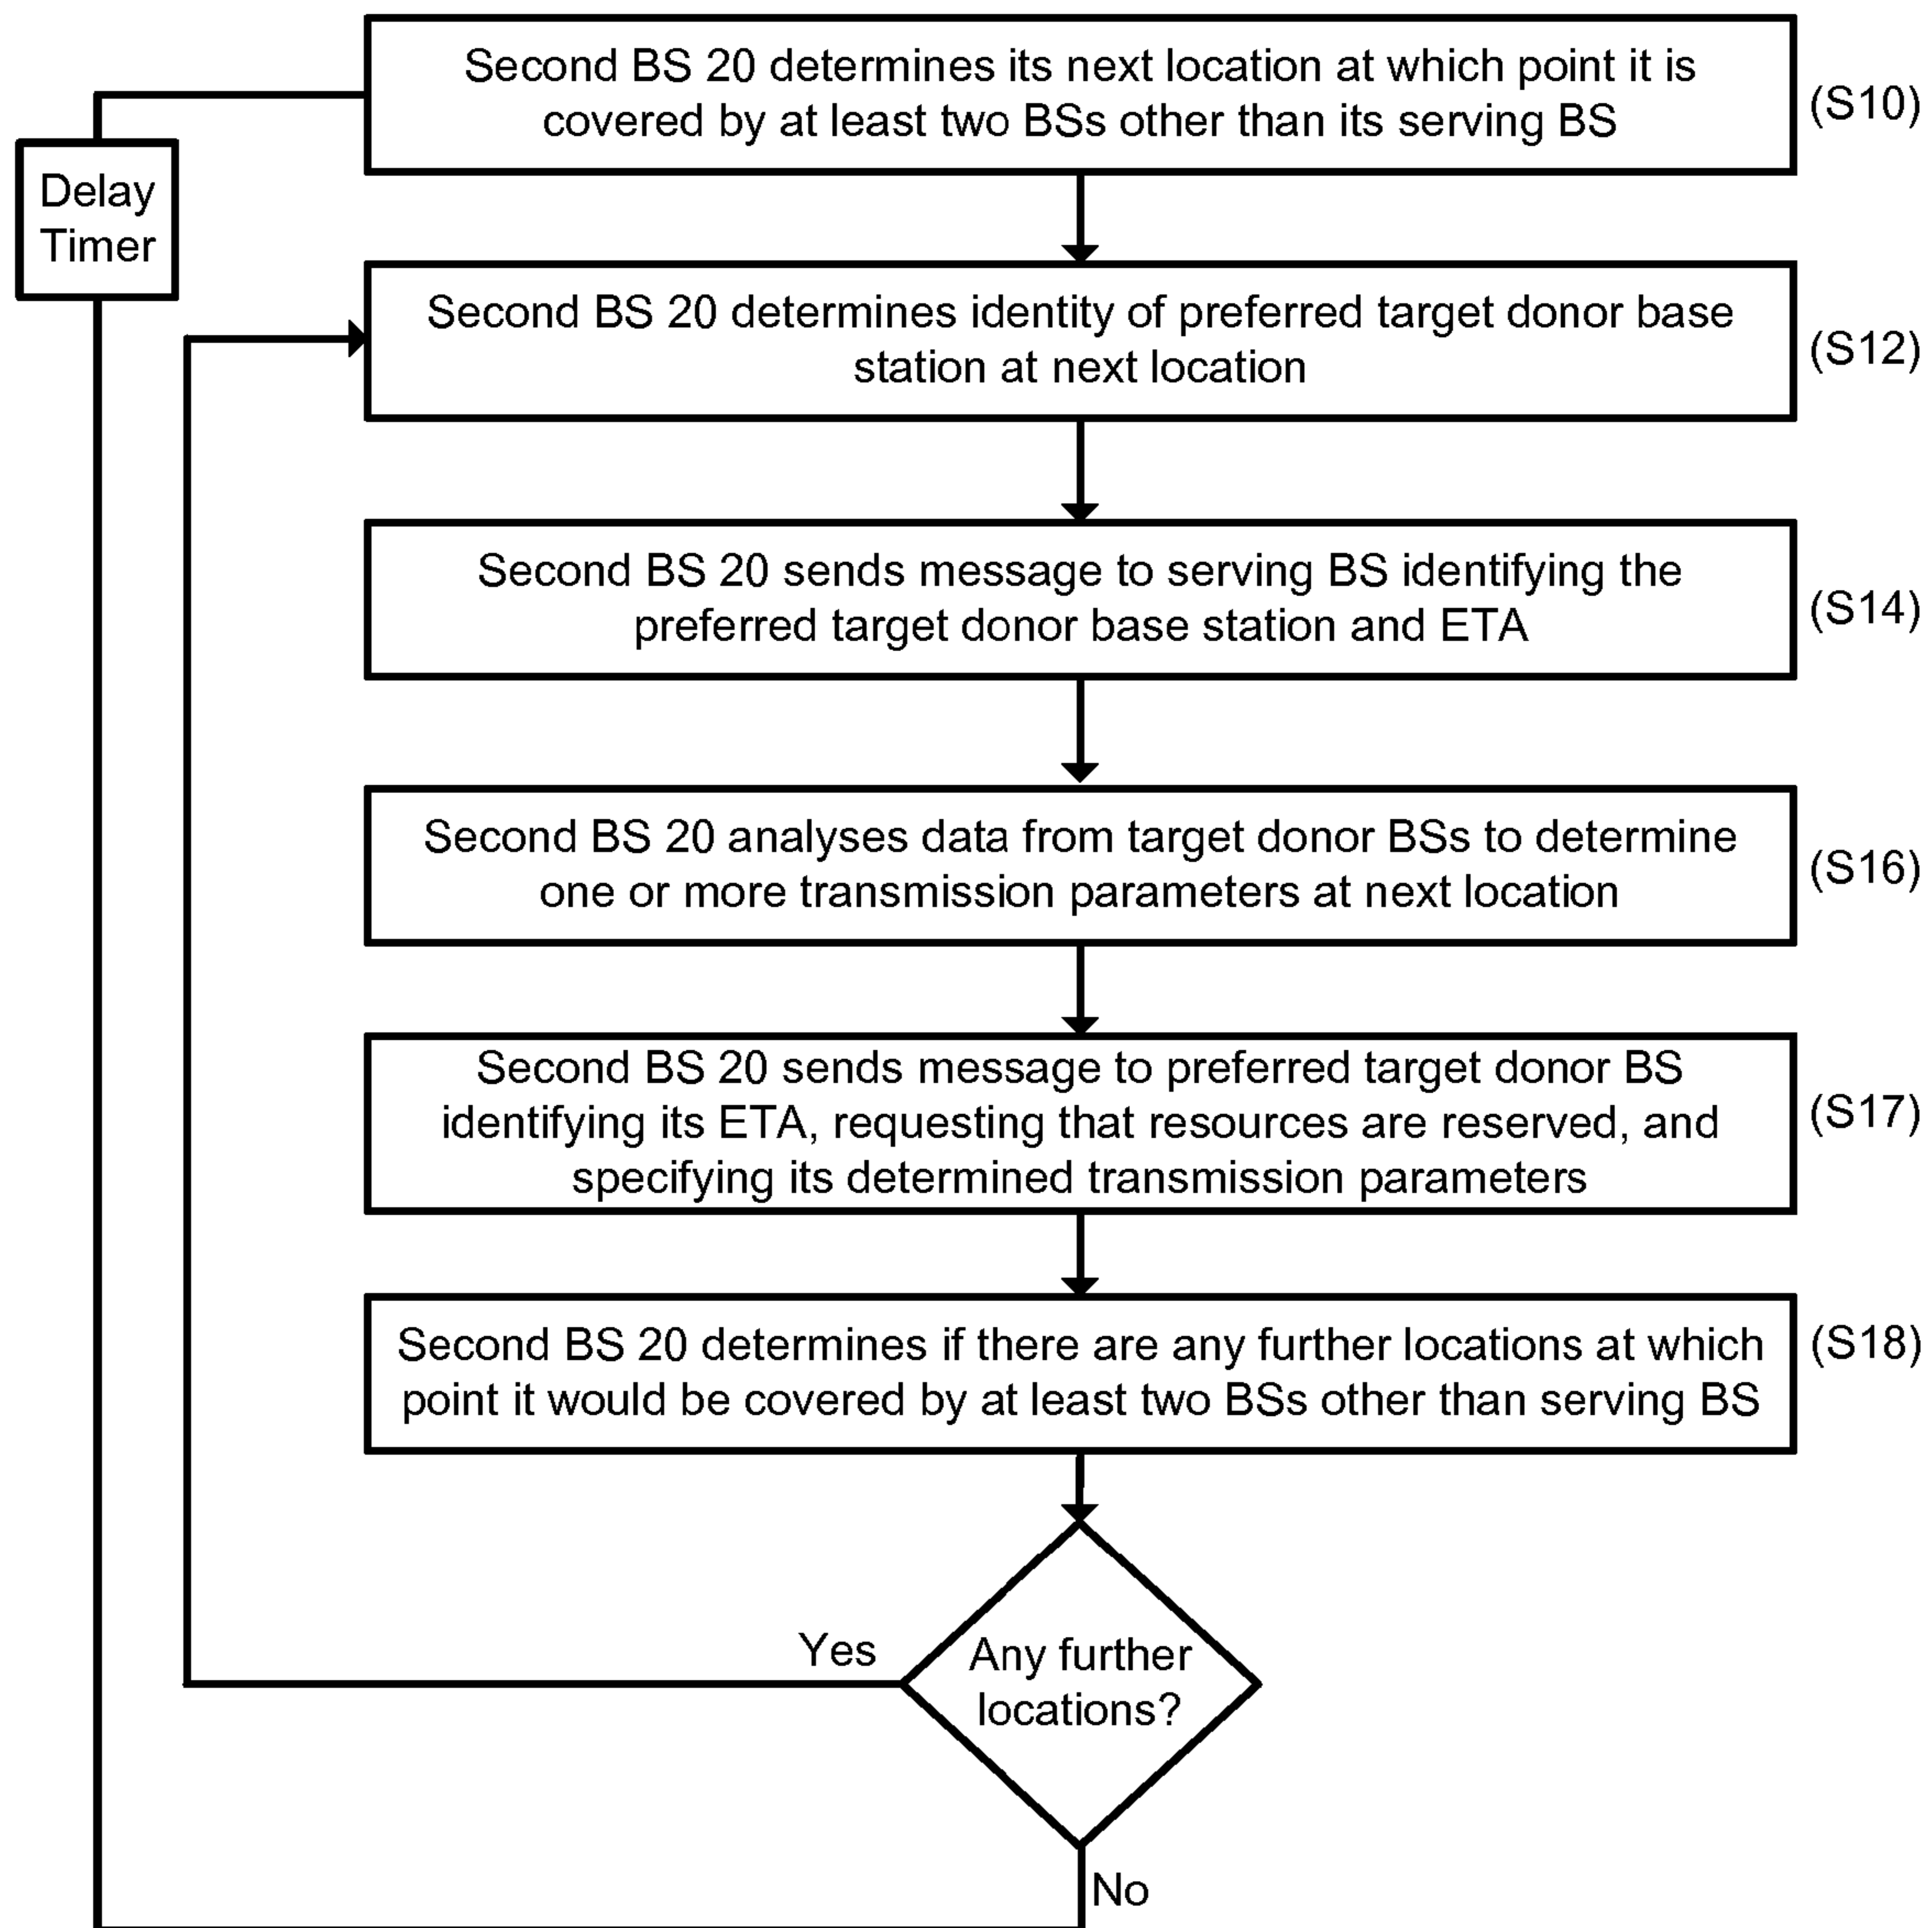 Second BS 20 determines its next location at which point it is
covered by at least two BSs other than its serving BS
(S10)
Delay
Timer
Second BS 20 determines identity of preferred target donor base
station at next location
(S12)
Second BS 20 sends message to serving BS identifying the
preferred target donor base station and ETA
(S14)
Second BS 20 analyses data from target donor BSs to determine
one or more transmission parameters at next location
(S16)
Second BS 20 sends message to preferred target donor BS
identifying its ETA, requesting that resources are reserved, and
specifying its determined transmission parameters
(S17)
Second BS 20 determines if there are any further locations at which
point it would be covered by at least two BSs other than serving BS
(S18)
Yes
Any further
locations?
No